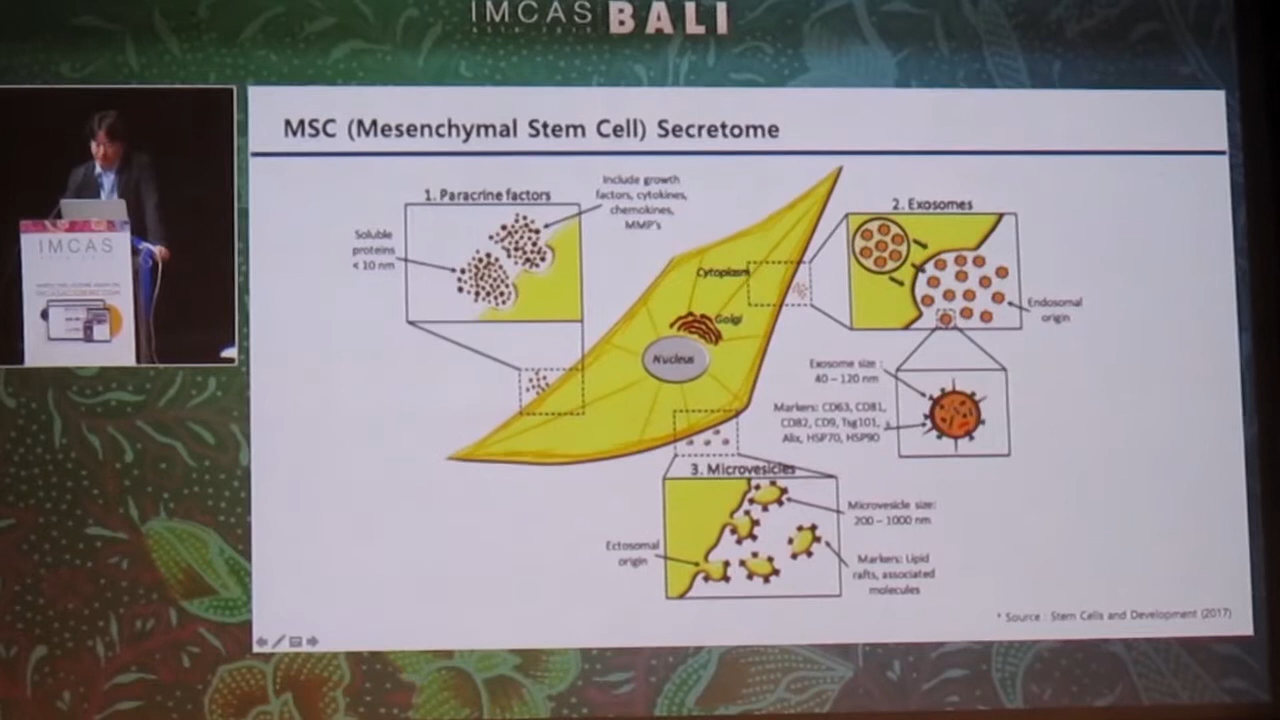 IMCAS BALI
MSC (Mesenchymal Stem Cell) Secretome
1. Paracrine factors
Include growth
factors, cytokines,
chemokines,
MMP's
Soluble
proteins
< 10 nm
2. Exosomes
Endosomal
origin
Exosome size :
40 – 120 nm
Markers: CD63, CD81,
CD82, CD9, Tsg101,
Alix, HSP70, HSP90
Cytoplasm
Golgi
Nucleus
3. Microvesicles
Ectosomal
origin
Microvesicle size:
200 – 1000 nm
Markers: Lipid
rafts, associated
molecules
* Source : Stem Cells and Development (2017)
IMCAS